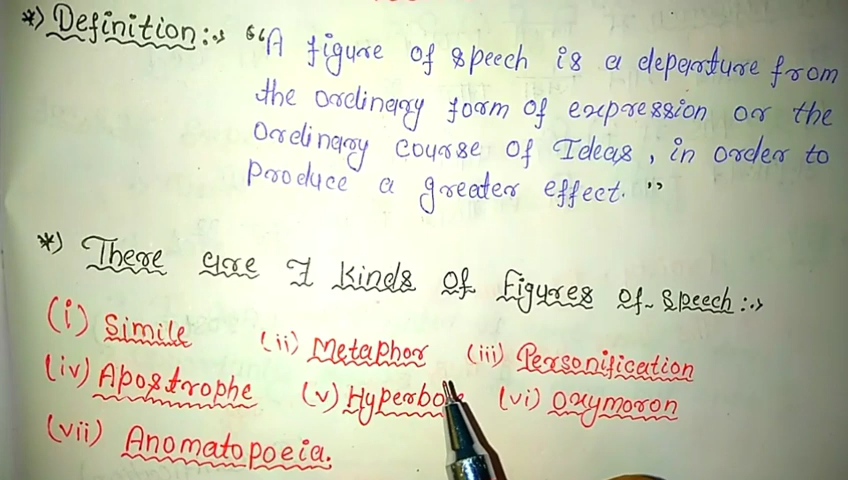 *) Definition :- "A figure of speech is a departure from
the ordinary form of expression or the
ordinary course of Ideas, in order to
produce a greater effect."
*) There are 7 Kinds of Figures of speech :->
(i) Simile (ii) Metaphor (iii) Personification
(iv) Apostrophe (v) Hyperbo (vi) Oxymoron
(vii) Anomatopoeia.